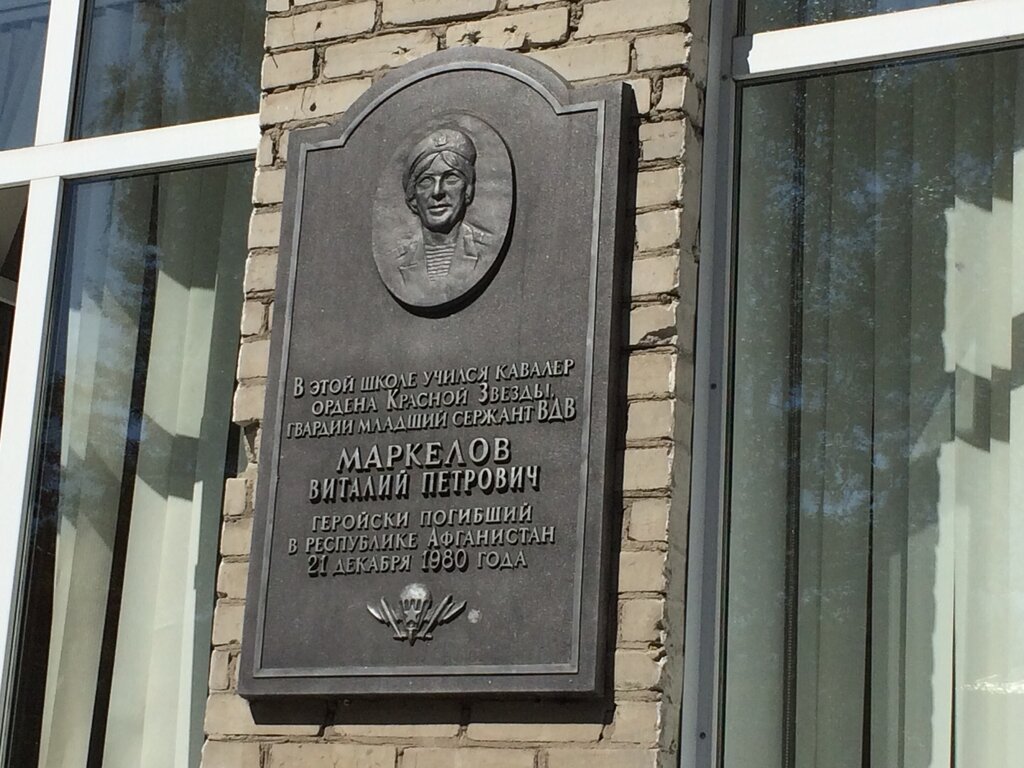 В этой школе учился кавалер
ордена Красной Звезды,
гвардии младший сержант ВДВ
МАРКЕЛОВ
ВИТАЛИЙ ПЕТРОВИЧ
геройски погибший
в республике Афганистан
21 декабря 1980 года